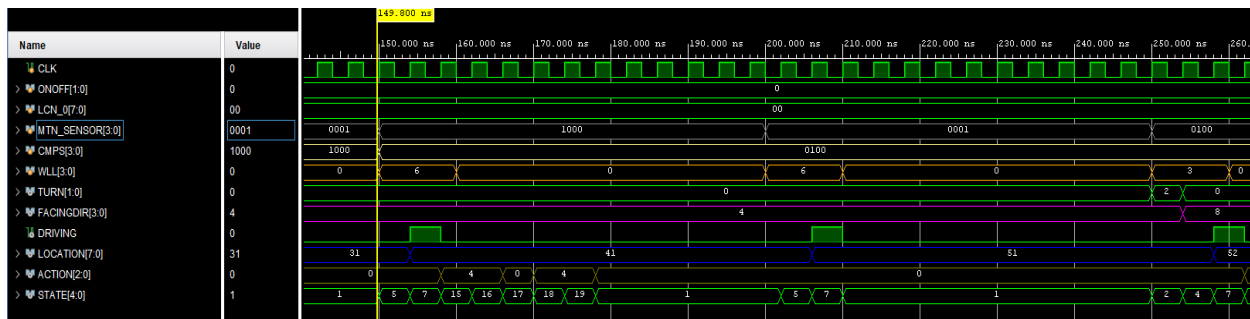 149.800 ns
Name Value 150.000 ns 160.000 ns 170.000 ns 180.000 ns 190.000 ns 200.000 ns 210.000 ns 220.000 ns 230.000 ns 240.000 ns 250.000 ns 260.
CLK 0
ONOFF[1:0] 0 0
LCN_0[7:0] 00 00
MTN_SENSOR[3:0] 0001 0001 1000 0001 0100
CMPS[3:0] 1000 1000 0100
WLL[3:0] 0 0 6 0 6 0 3 0
TURN[1:0] 0 0 2 0
FACINGDIR[3:0] 4 4 8
DRIVING 0
LOCATION[7:0] 31 31 41 51 52
ACTION[2:0] 0 0 4 0 4 0
STATE[4:0] 1 1 5 7 15 16 17 18 19 1 5 7 1 2 4 7